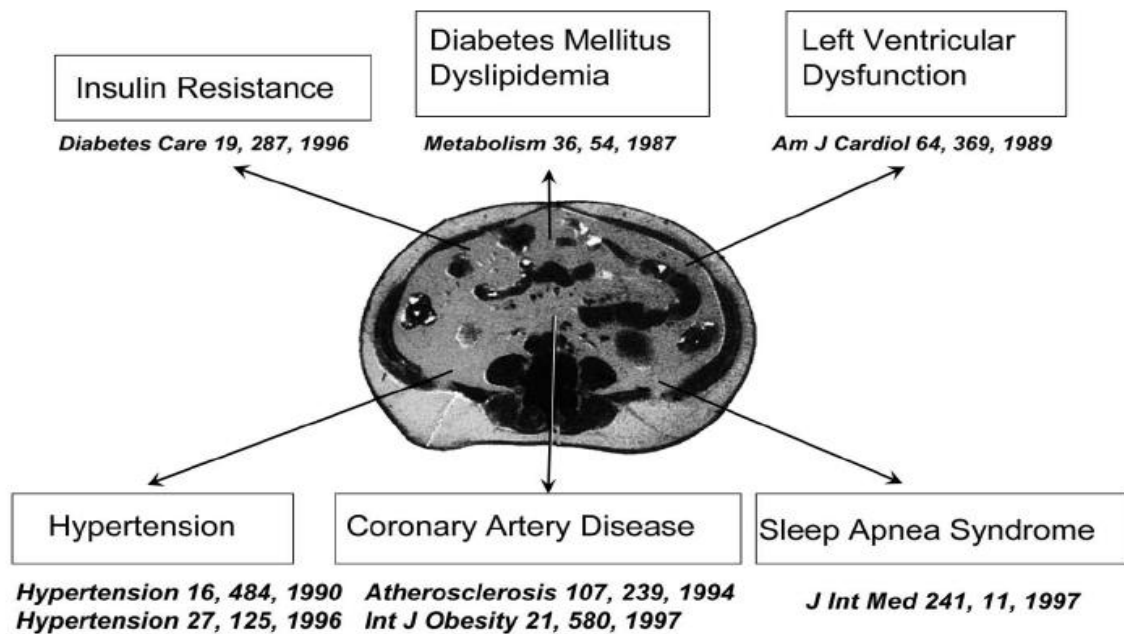 Insulin Resistance
Diabetes Mellitus
Dyslipidemia
Left Ventricular
Dysfunction
Diabetes Care 19, 287, 1996
Metabolism 36, 54, 1987
Am J Cardiol 64, 369, 1989
Hypertension
Coronary Artery Disease
Sleep Apnea Syndrome
Hypertension 16, 484, 1990
Hypertension 27, 125, 1996
Atherosclerosis 107, 239, 1994
Int J Obesity 21, 580, 1997
J Int Med 241, 11, 1997